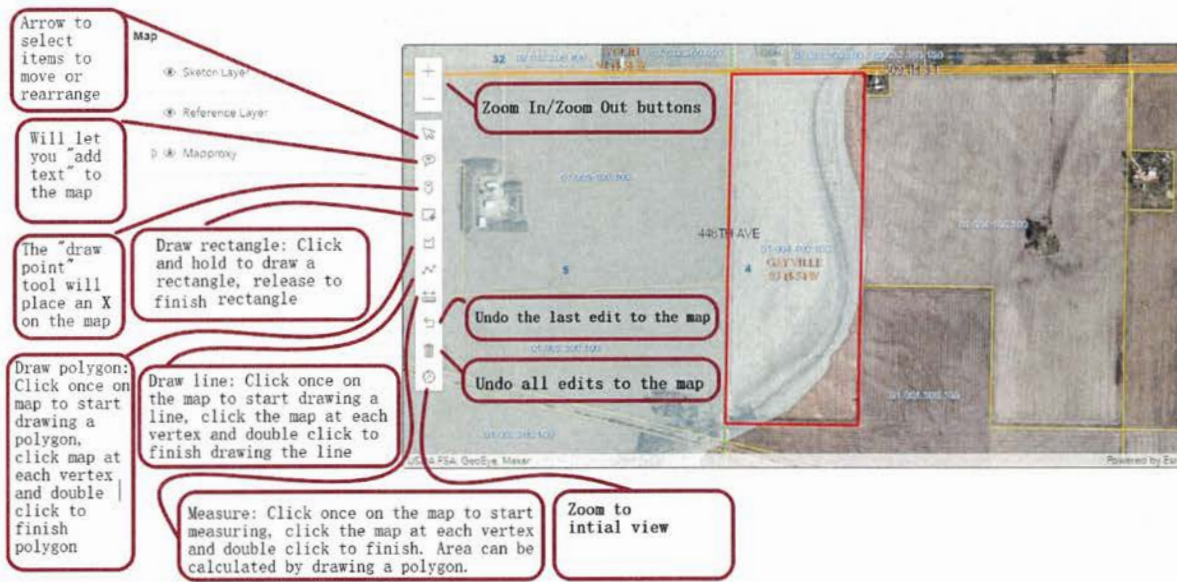 Arrow to
select
items to
move or
rearrange
Map
Sketch Layer
Reference Layer
Mapproxy
Will let
you "add
text" to
the map
The "draw
point"
tool will
place an X
on the map
Draw rectangle: Click
and hold to draw a
rectangle, release to
finish rectangle
Draw polygon:
Click once on
map to start
drawing a
polygon,
click map at
each vertex
and double
click to
finish
polygon
Draw line: Click once on
the map to start drawing a
line, click the map at each
vertex and double click to
finish drawing the line
Measure: Click once on the map to start
measuring, click the map at each vertex
and double click to finish. Area can be
calculated by drawing a polygon.
Zoom to
intial view
Zoom In/Zoom Out buttons
Undo the last edit to the map
Undo all edits to the map
32
446TH AVE
5
4
GAYVILLE
FSA, GeoEye, Maxar
Powered by Esri